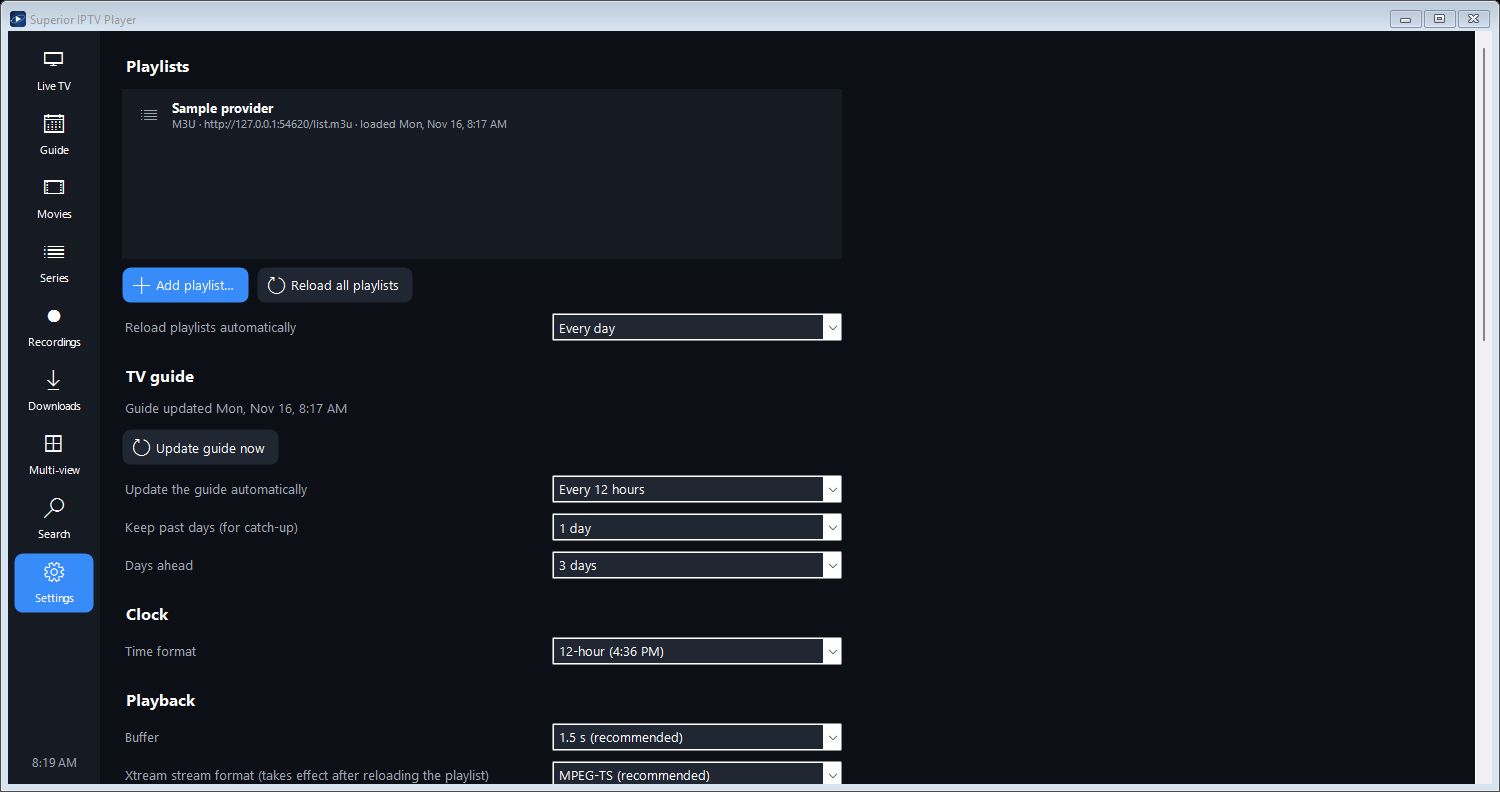 Superior IPTV Player
Live TV
Guide
Movies
Series
Recordings
Downloads
Multi-view
Search
Settings
8:19 AM
Playlists
Sample provider
M3U · http://127.0.0.1:54620/list.m3u · loaded Mon, Nov 16, 8:17 AM
Add playlist...
Reload all playlists
Reload playlists automatically
Every day
TV guide
Guide updated Mon, Nov 16, 8:17 AM
Update guide now
Update the guide automatically
Every 12 hours
Keep past days (for catch-up)
1 day
Days ahead
3 days
Clock
Time format
12-hour (4:36 PM)
Playback
Buffer
1.5 s (recommended)
Xtream stream format (takes effect after reloading the playlist)
MPEG-TS (recommended)